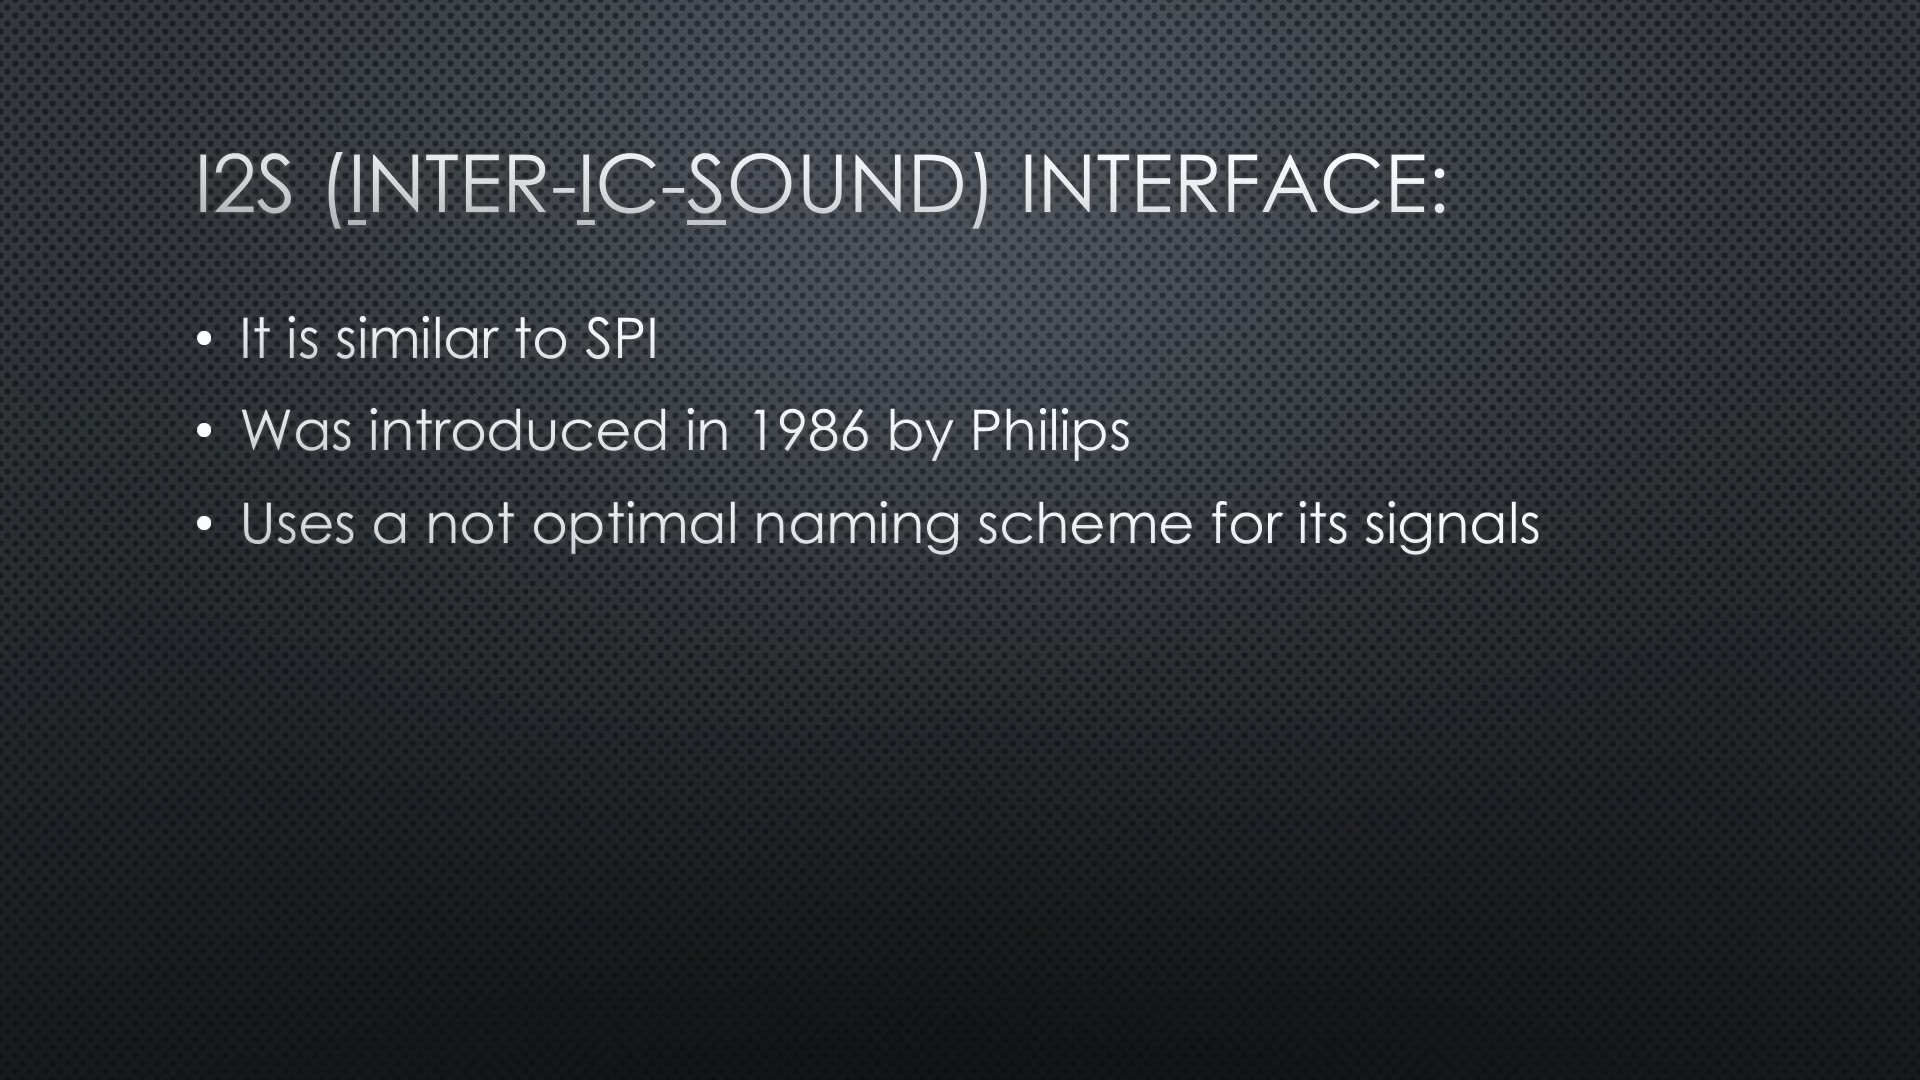 I2S (INTER-IC-SOUND) INTERFACE:
• It is similar to SPI
• Was introduced in 1986 by Philips
• Uses a not optimal naming scheme for its signals